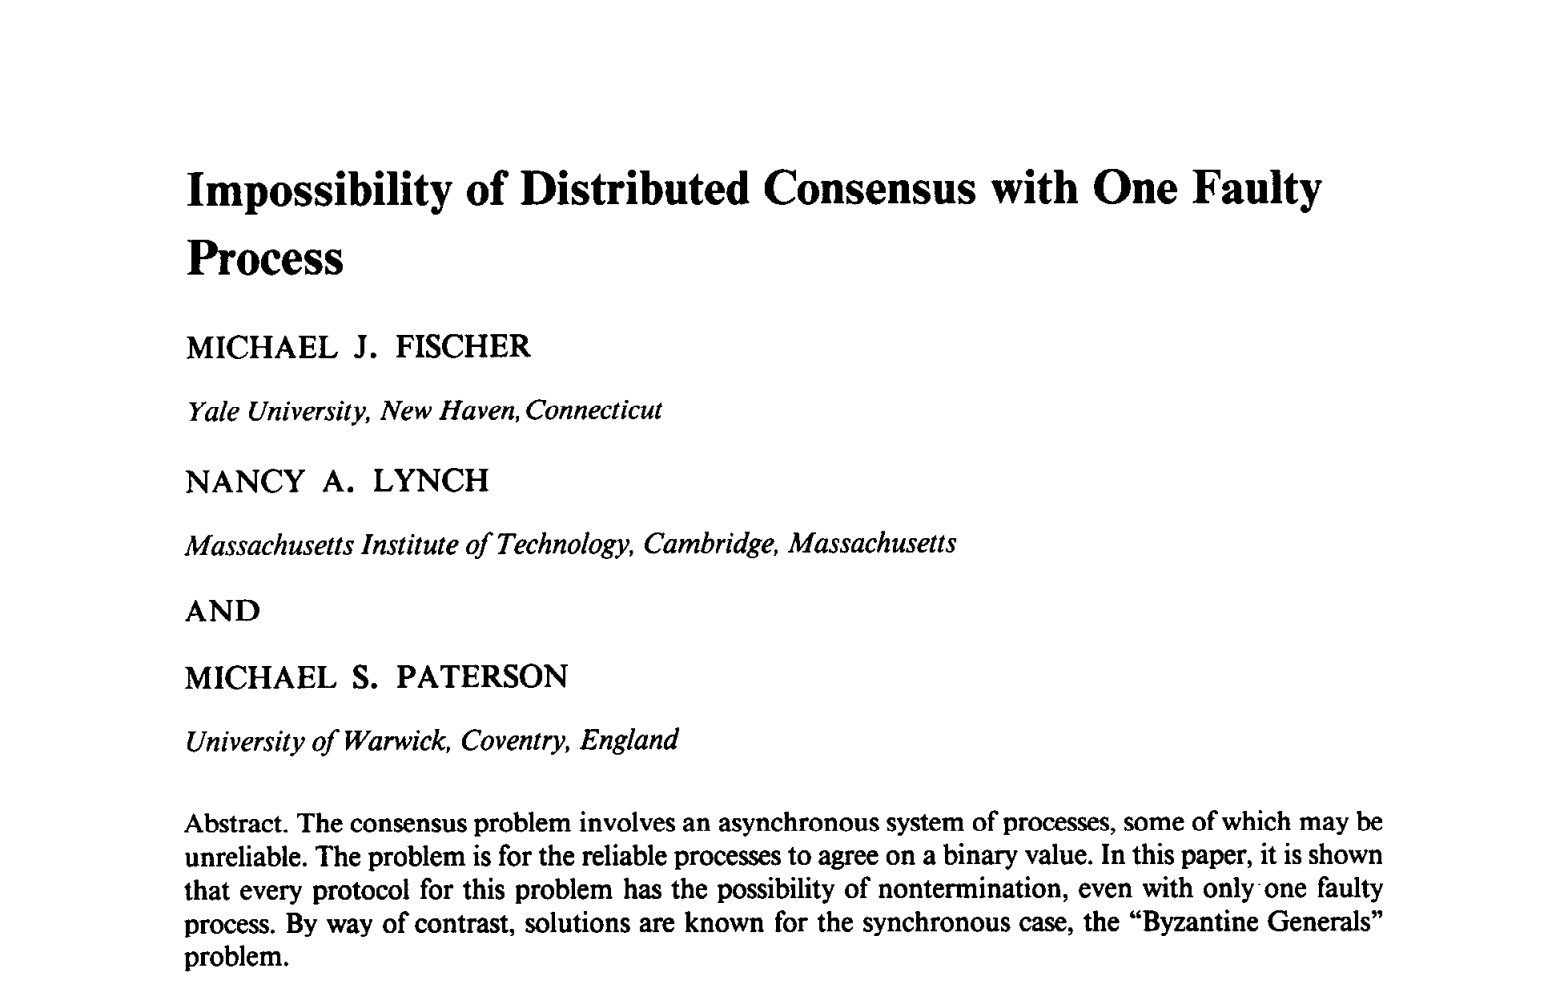 Impossibility of Distributed Consensus with One Faulty
Process
MICHAEL J. FISCHER
Yale University, New Haven, Connecticut
NANCY A. LYNCH
Massachusetts Institute of Technology, Cambridge, Massachusetts
AND
MICHAEL S. PATERSON
University of Warwick, Coventry, England
Abstract. The consensus problem involves an asynchronous system of processes, some of which may be
unreliable. The problem is for the reliable processes to agree on a binary value. In this paper, it is shown
that every protocol for this problem has the possibility of nontermination, even with only one faulty
process. By way of contrast, solutions are known for the synchronous case, the “Byzantine Generals”
problem.